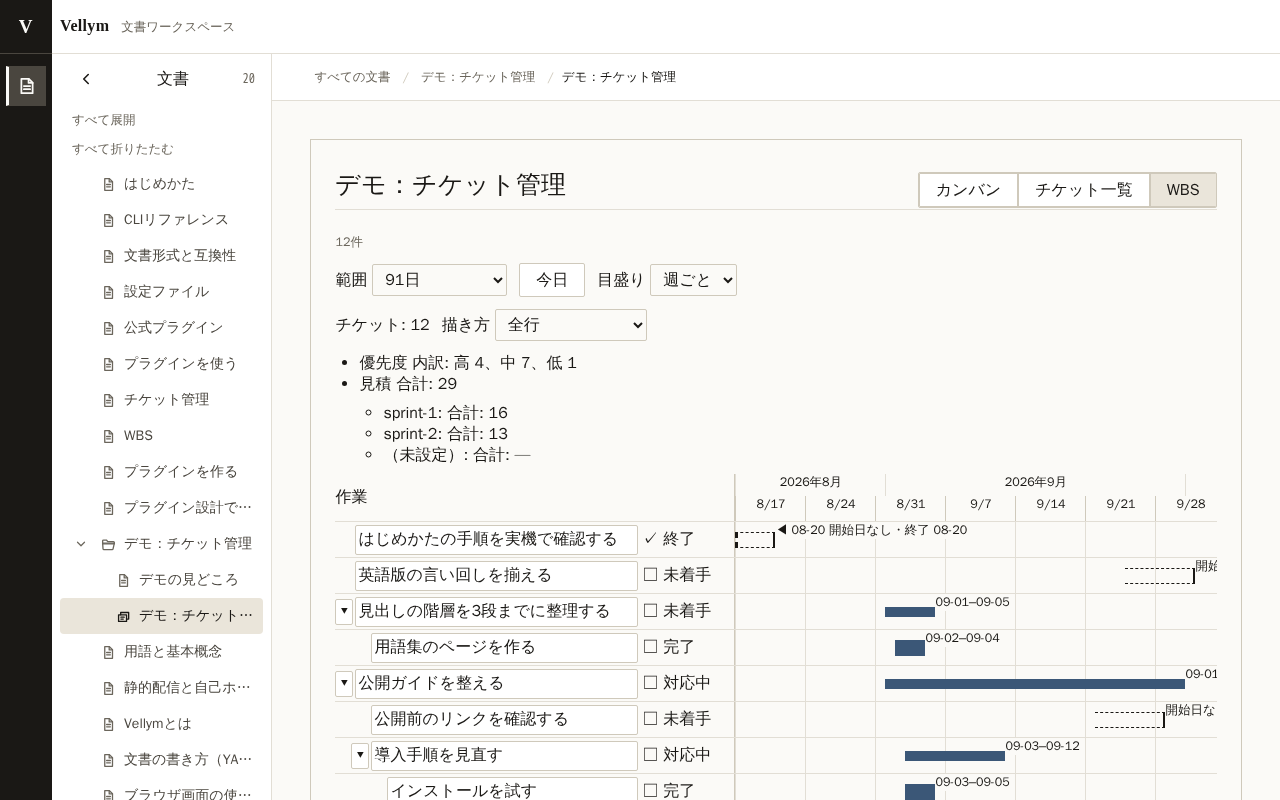 V
Vellym 文書ワークスペース
文書 20
すべて展開
すべて折りたたむ
はじめかた
CLIリファレンス
文書形式と互換性
設定ファイル
公式プラグイン
プラグインを使う
チケット管理
WBS
プラグインを作る
プラグイン設計で…
デモ：チケット管理
デモの見どころ
デモ：チケット…
用語と基本概念
静的配信と自己ホ…
Vellymとは
文書の書き方（YA…
ブラウザ画面の使…
すべての文書 / デモ：チケット管理 / デモ：チケット管理
デモ：チケット管理
カンバン チケット一覧 WBS
12件
範囲 91日 今日 目盛り 週ごと
チケット: 12 描き方 全行
• 優先度 内訳: 高 4、中 7、低 1
• 見積 合計: 29
◦ sprint-1: 合計: 16
◦ sprint-2: 合計: 13
◦ （未設定）: 合計: —
作業
2026年8月 2026年9月
8/17 8/24 8/31 9/7 9/14 9/21 9/28
はじめかたの手順を実機で確認する ✓ 終了 ◀ 08-20 開始日なし・終了 08-20
英語版の言い回しを揃える ☐ 未着手 開始
▼ 見出しの階層を3段までに整理する ☐ 未着手 09-01–09-05
用語集のページを作る ☐ 完了 09-02–09-04
▼ 公開ガイドを整える ☐ 対応中 09-01
公開前のリンクを確認する ☐ 未着手 開始日な
▼ 導入手順を見直す ☐ 対応中 09-03–09-12
インストールを試す ☐ 完了 09-03–09-05